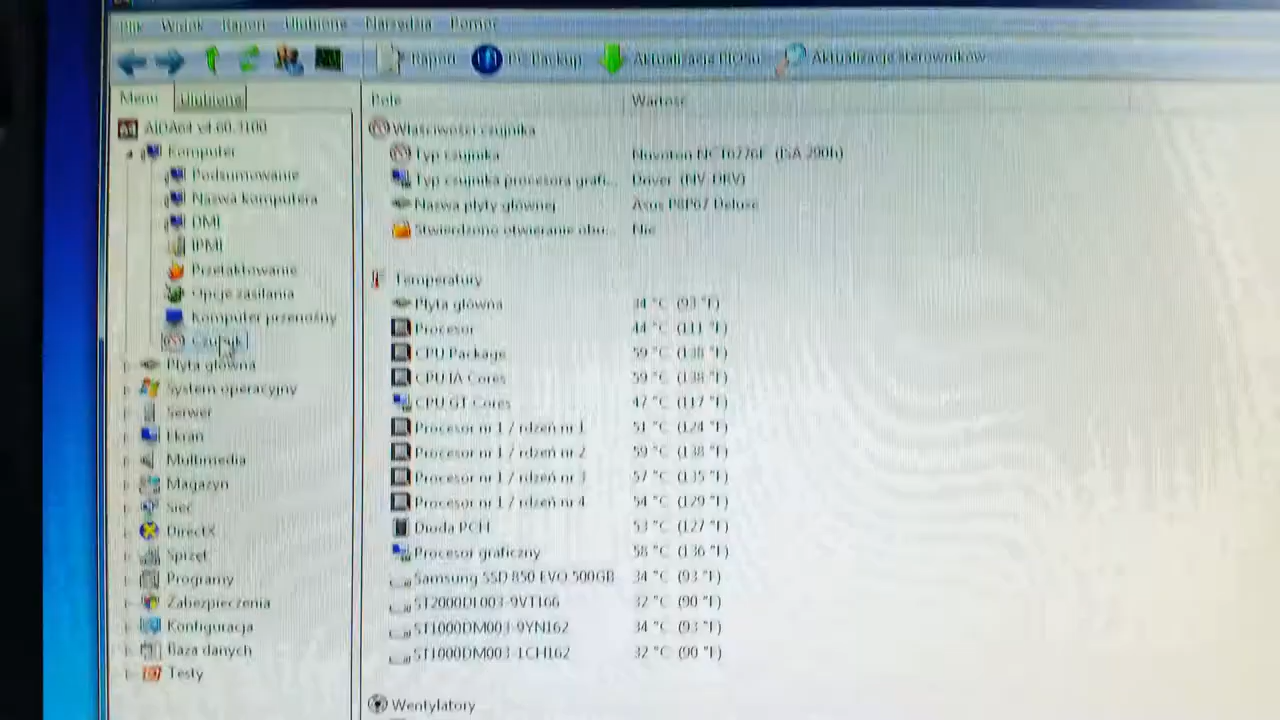 Plik Widok Raport Ulubione Narzędzia Pomoc
Raport PC Backup Aktualizacja BIOSu Aktualizacje sterowników
Menu Ulubione
AIDA64 v4.60.3100
Komputer
Podsumowanie
Nazwa komputera
DMI
IPMI
Przetaktowanie
Opcje zasilania
Komputer przenośny
Czujnik
Płyta główna
System operacyjny
Serwer
Ekran
Multimedia
Magazyn
Sieć
DirectX
Sprzęt
Programy
Zabezpieczenia
Konfiguracja
Baza danych
Testy
Pole Wartość
Właściwości czujnika
Typ czujnika Nuvoton NCT6776F (ISA 290h)
Typ czujnika procesora grafi... Driver (NV-DRV)
Nazwa płyty głównej Asus P8P67 Deluxe
Stwierdzono otwieranie obu... Nie
Temperatury
Płyta główna 34 °C (93 °F)
Procesor 44 °C (111 °F)
CPU Package 59 °C (138 °F)
CPU IA Cores 59 °C (138 °F)
CPU GT Cores 47 °C (117 °F)
Procesor nr 1 / rdzeń nr 1 51 °C (124 °F)
Procesor nr 1 / rdzeń nr 2 59 °C (138 °F)
Procesor nr 1 / rdzeń nr 3 57 °C (135 °F)
Procesor nr 1 / rdzeń nr 4 54 °C (129 °F)
Dioda PCH 53 °C (127 °F)
Procesor graficzny 58 °C (136 °F)
Samsung SSD 850 EVO 500GB 34 °C (93 °F)
ST2000DL003-9VT166 32 °C (90 °F)
ST1000DM003-9YN162 34 °C (93 °F)
ST1000DM003-1CH162 32 °C (90 °F)
Wentylatory